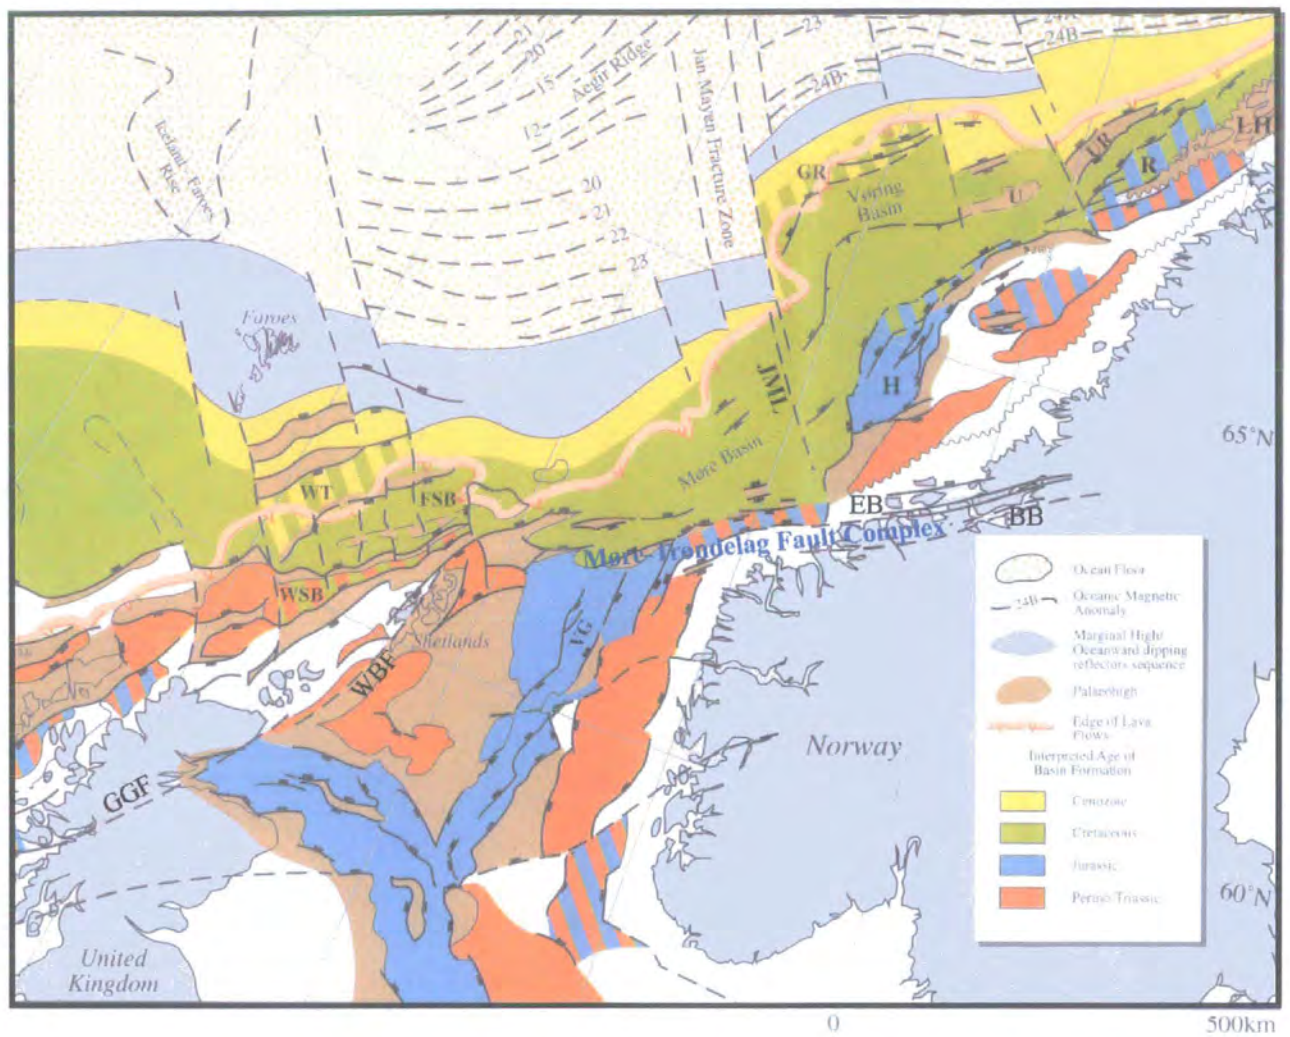 21
20
15
12
Aegir Ridge
Jan Mayen Fracture Zone
Iceland - Faroes
Rise
23
24B
24B
20
21
22
23
GR
Vøring
Basin
U
UR
R
LH
Faroes
JML
H
Møre Basin
WT
FSB
EB
BB
Møre-Trøndelag Fault Complex
WSB
Shetlands
VG
WBF
GGF
Norway
United
Kingdom
65°N
60°N
Ocean Floor
24B
Oceanic Magnetic
Anomaly
Marginal High/
Oceanward dipping
reflectors sequence
Palaeohigh
Edge of Lava
Flows
Interpreted Age of
Basin Formation
Cenozoic
Cretaceous
Jurassic
Permo-Triassic
0
500km